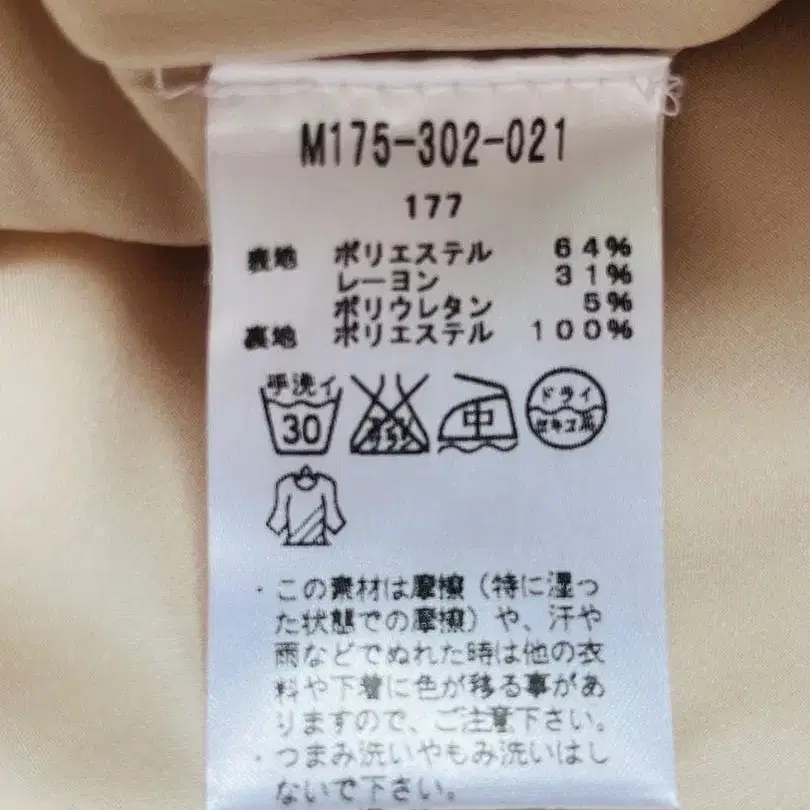 M175-302-021
177
表地 ポリエステル 64%
レーヨン 31%
ポリウレタン 5%
裏地 ポリエステル 100%
手洗イ 30 中 ドライ
セキユ系
・この素材は摩擦（特に湿っ
た状態での摩擦）や、汗や
雨などでぬれた時は他の衣
料や下着に色が移る事があ
りますので、ご注意下さい。
・つまみ洗いやもみ洗いはし
ないで下さい。